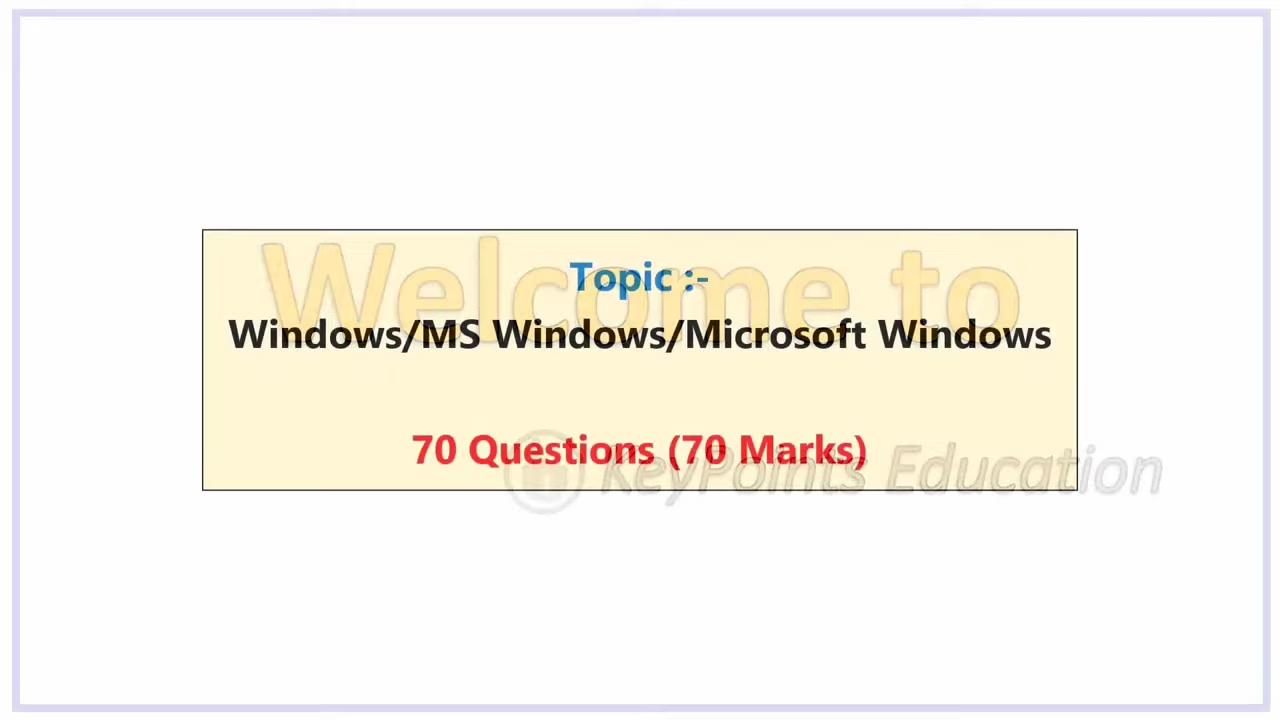 Welcome to
Topic :-
Windows/MS Windows/Microsoft Windows
70 Questions (70 Marks)
KeyPoints Education